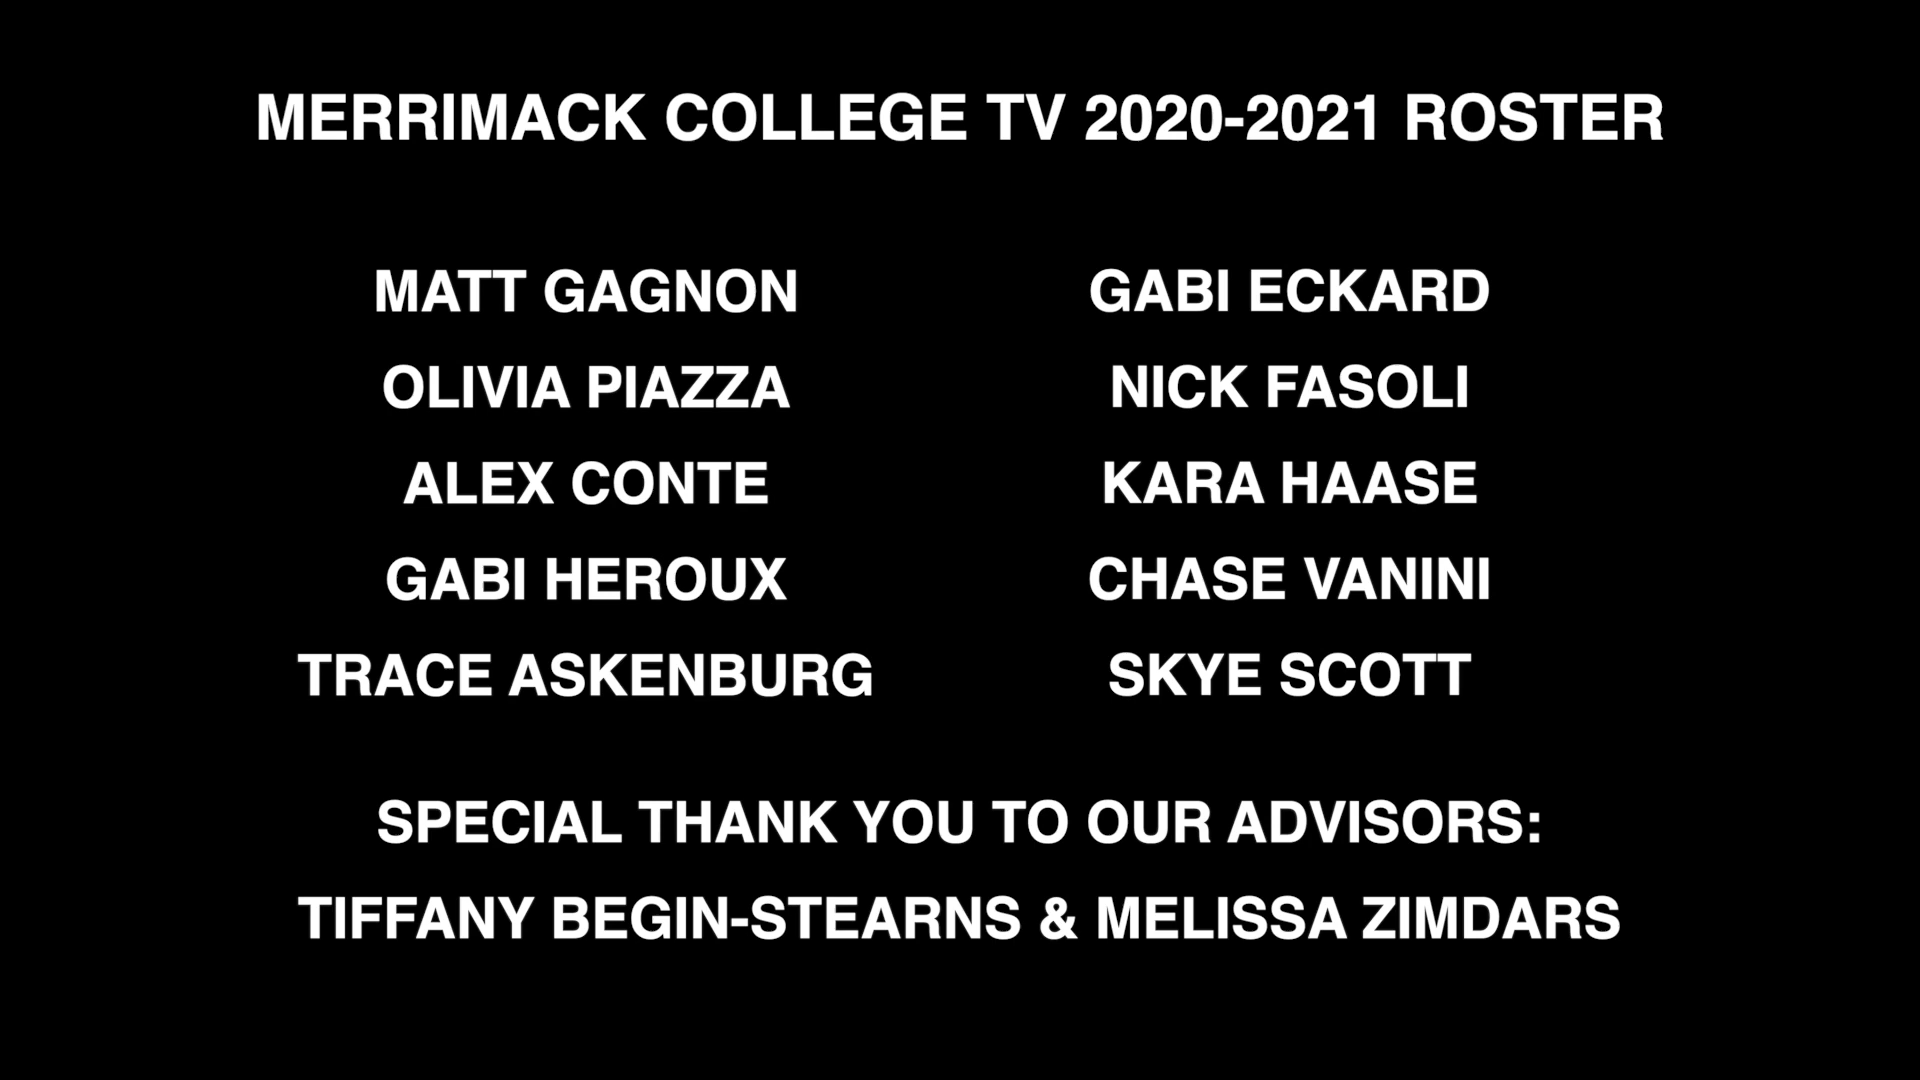 MERRIMACK COLLEGE TV 2020-2021 ROSTER
MATT GAGNON
OLIVIA PIAZZA
ALEX CONTE
GABI HEROUX
TRACE ASKENBURG
GABI ECKARD
NICK FASOLI
KARA HAASE
CHASE VANINI
SKYE SCOTT
SPECIAL THANK YOU TO OUR ADVISORS:
TIFFANY BEGIN-STEARNS & MELISSA ZIMDARS